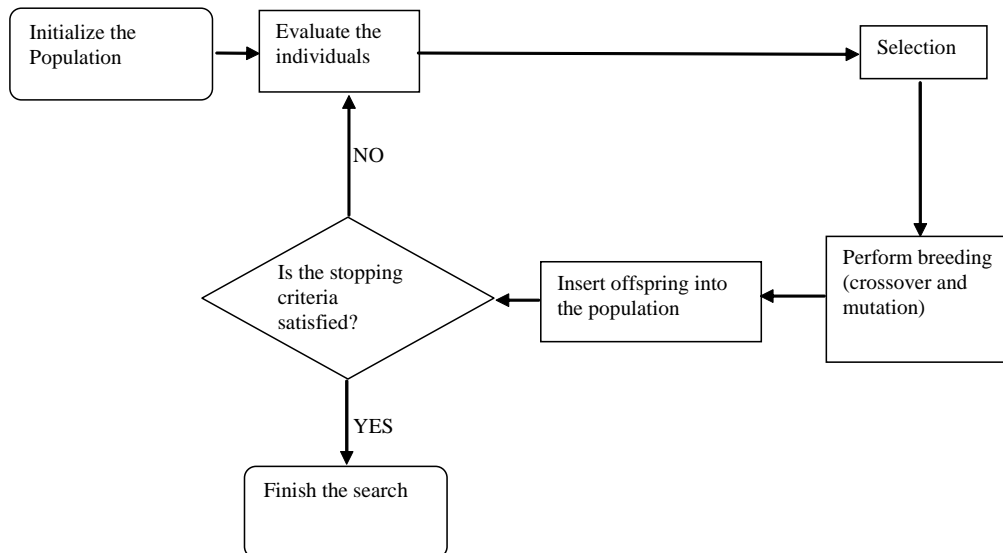 Initialize the
Population
Evaluate the
individuals
Selection
NO
Perform breeding
(crossover and
mutation)
Insert offspring into
the population
Is the stopping
criteria
satisfied?
YES
Finish the search